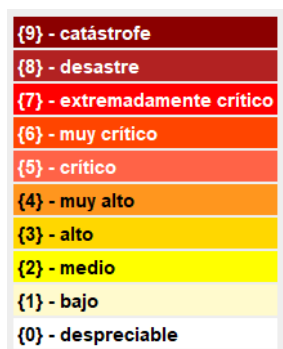 {9} - catástrofe
{8} - desastre
{7} - extremadamente crítico
{6} - muy crítico
{5} - crítico
{4} - muy alto
{3} - alto
{2} - medio
{1} - bajo
{0} - despreciable